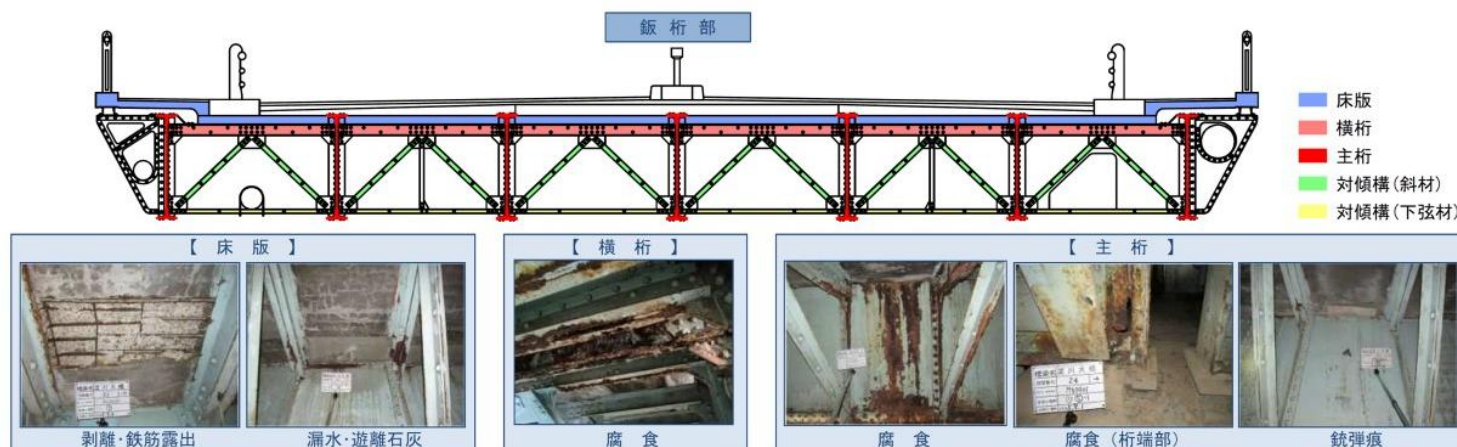 鈑桁部
床版
横桁
主桁
対傾構(斜材)
対傾構(下弦材)
【 床 版 】
剥離・鉄筋露出
漏水・遊離石灰
【 横 桁 】
腐 食
【 主 桁 】
腐 食
腐食(桁端部)
銃弾痕